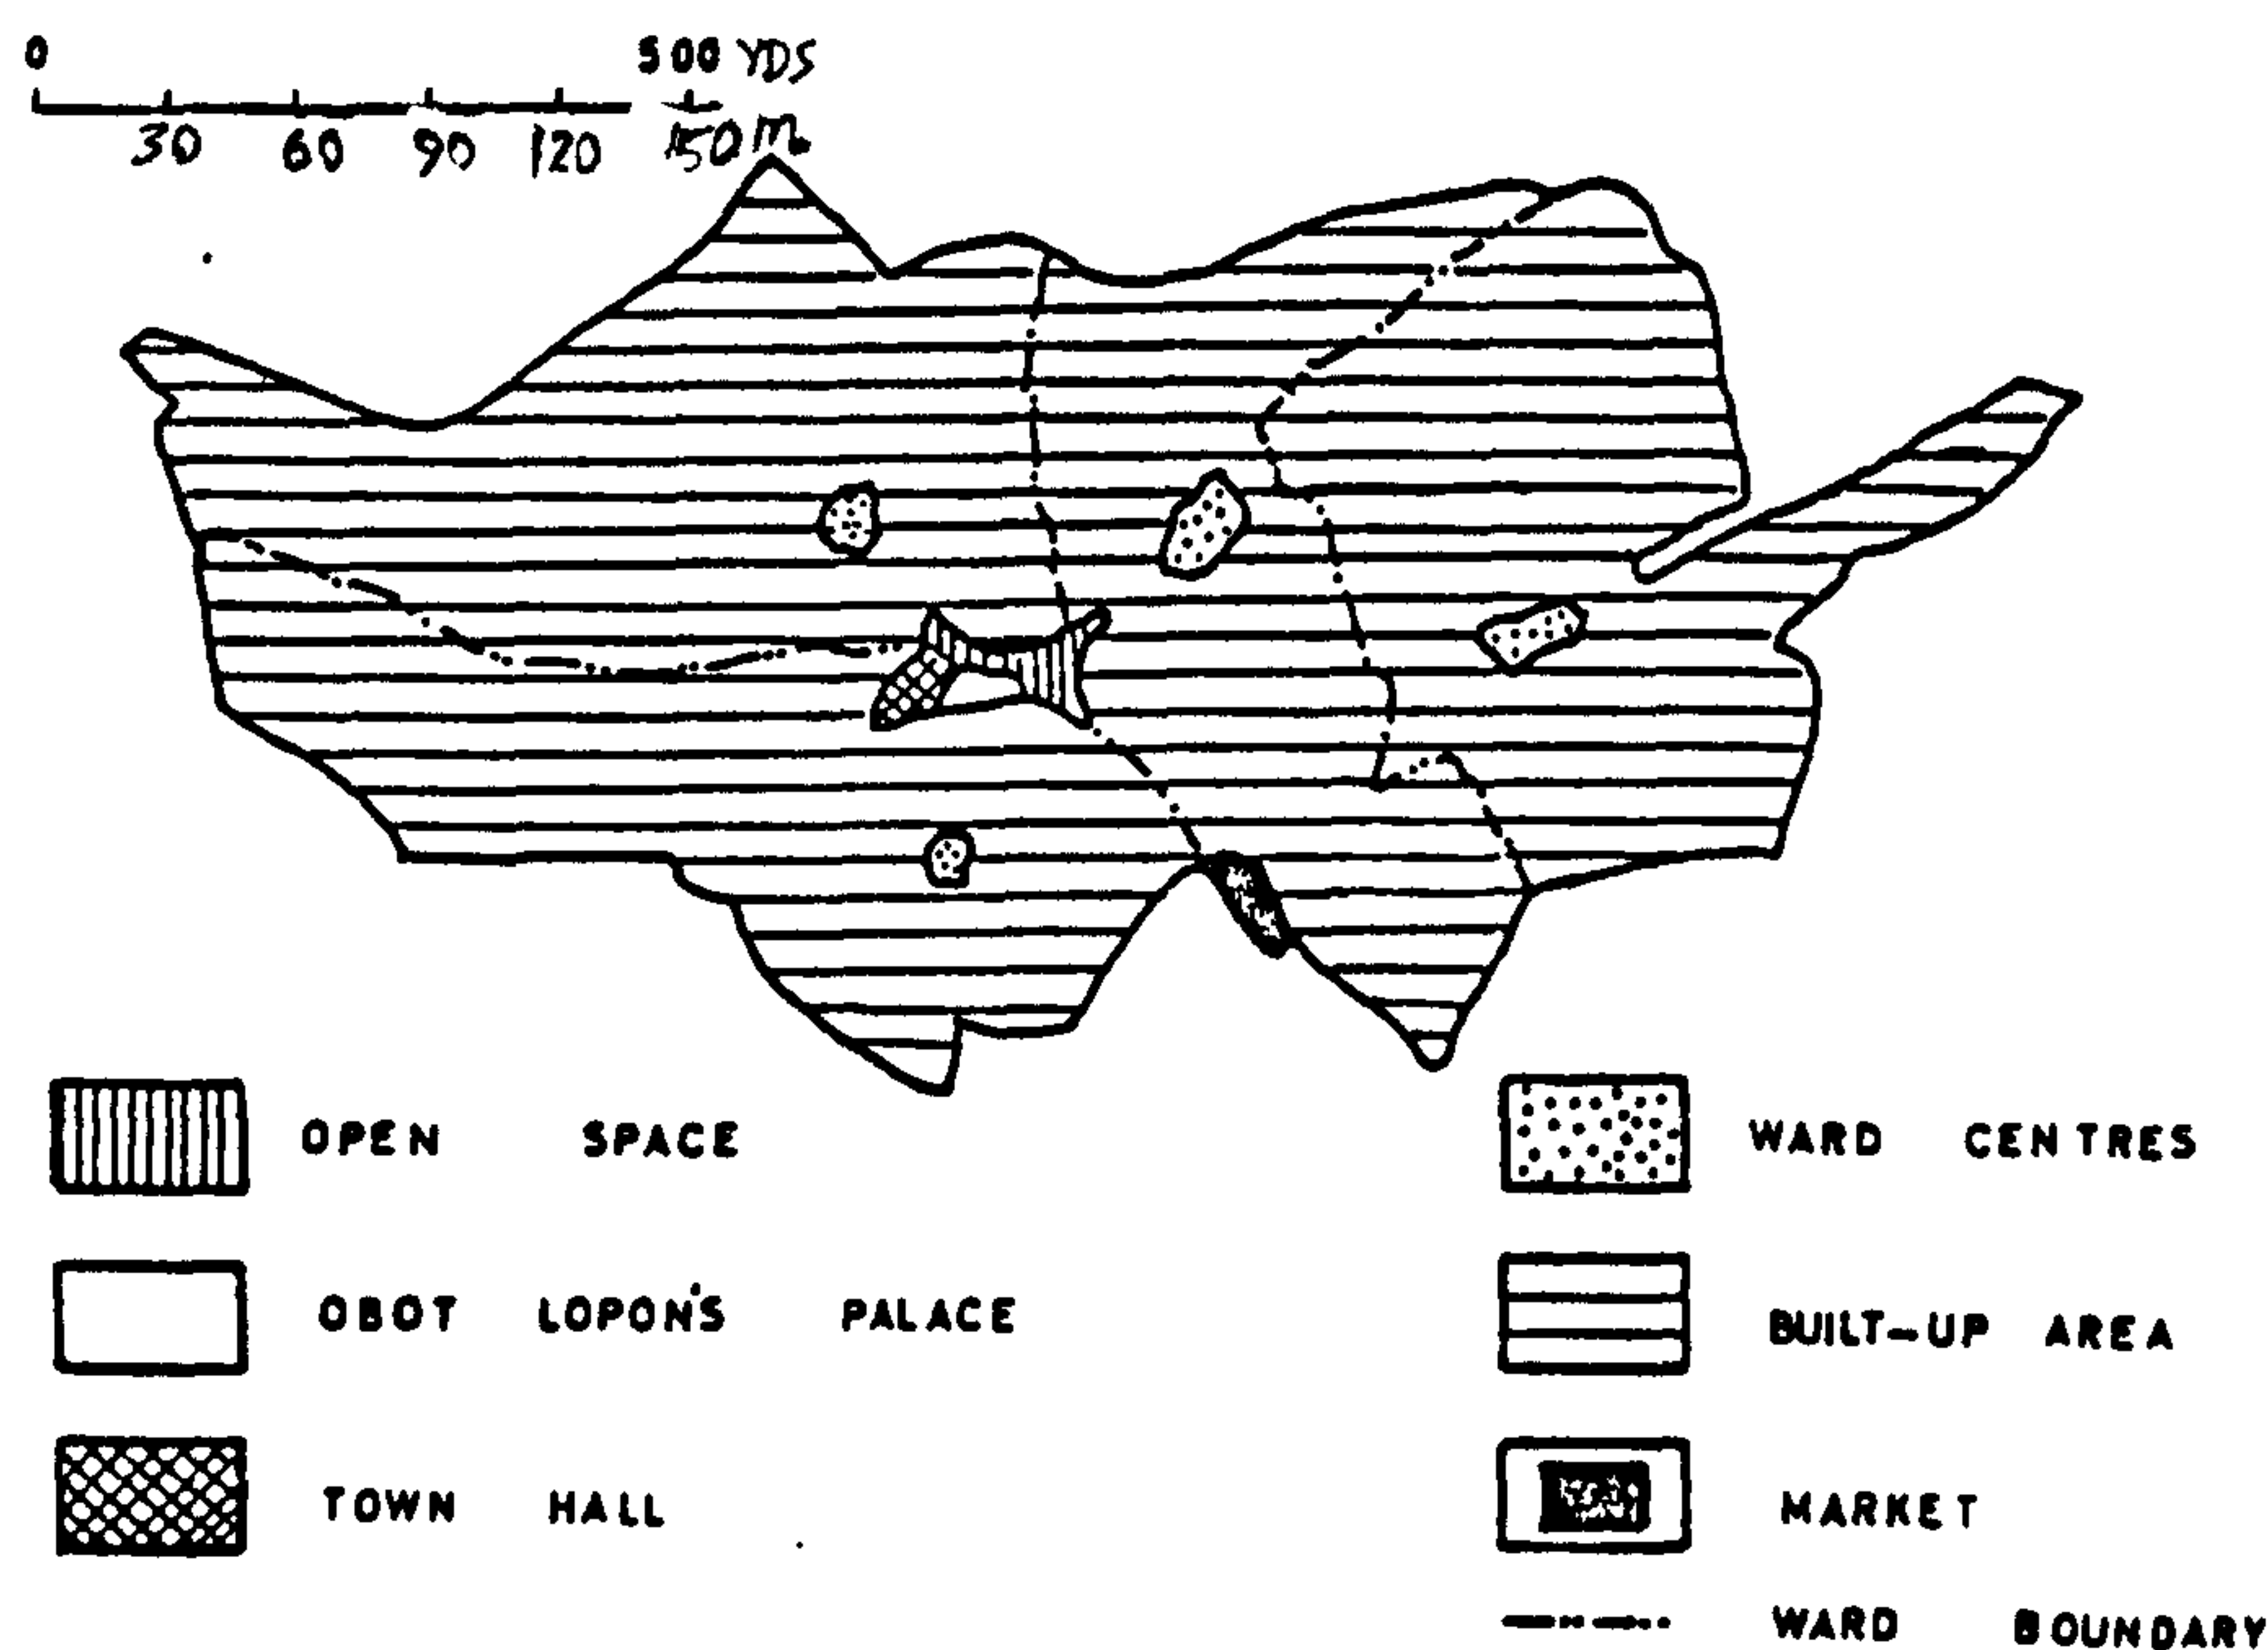 0 500 YDS
30 60 90 120 150 m
OPEN SPACE
WARD CENTRES
OBOT LOPON'S PALACE
BUILT-UP AREA
TOWN HALL
MARKET
WARD BOUNDARY